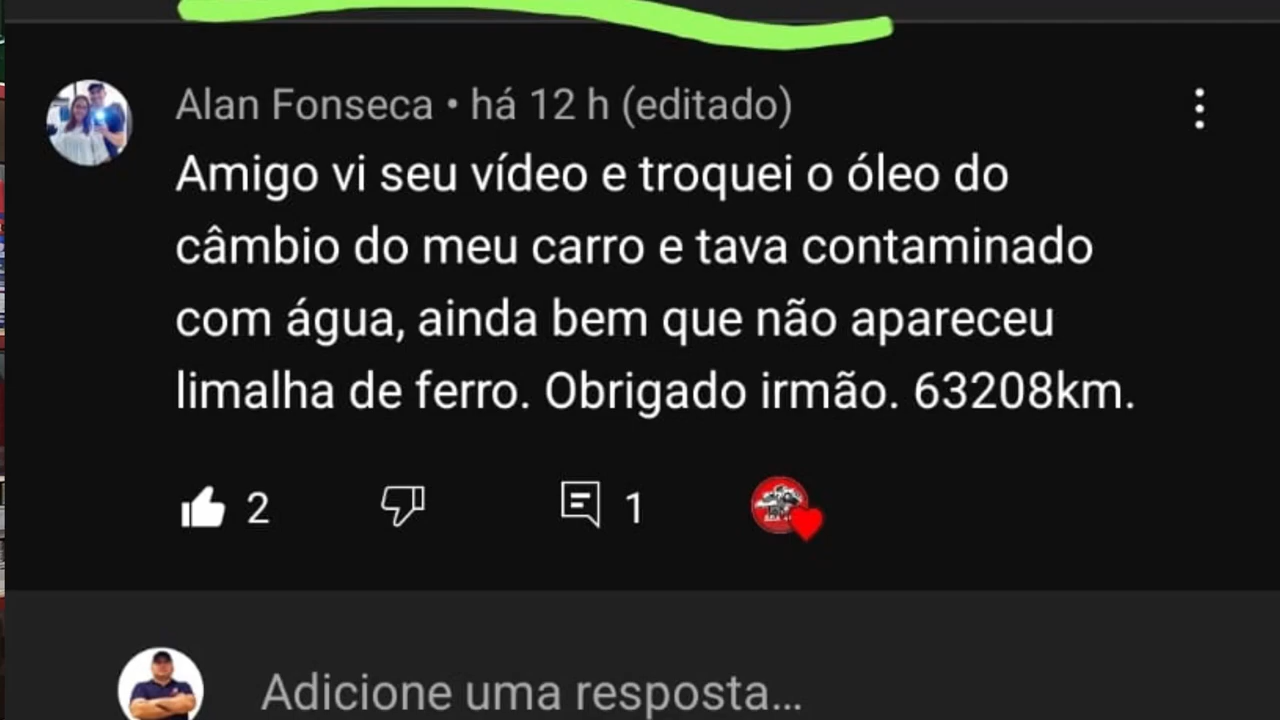 Alan Fonseca • há 12 h (editado)
Amigo vi seu vídeo e troquei o óleo do
câmbio do meu carro e tava contaminado
com água, ainda bem que não apareceu
limalha de ferro. Obrigado irmão. 63208km.
2 1
Adicione uma resposta...